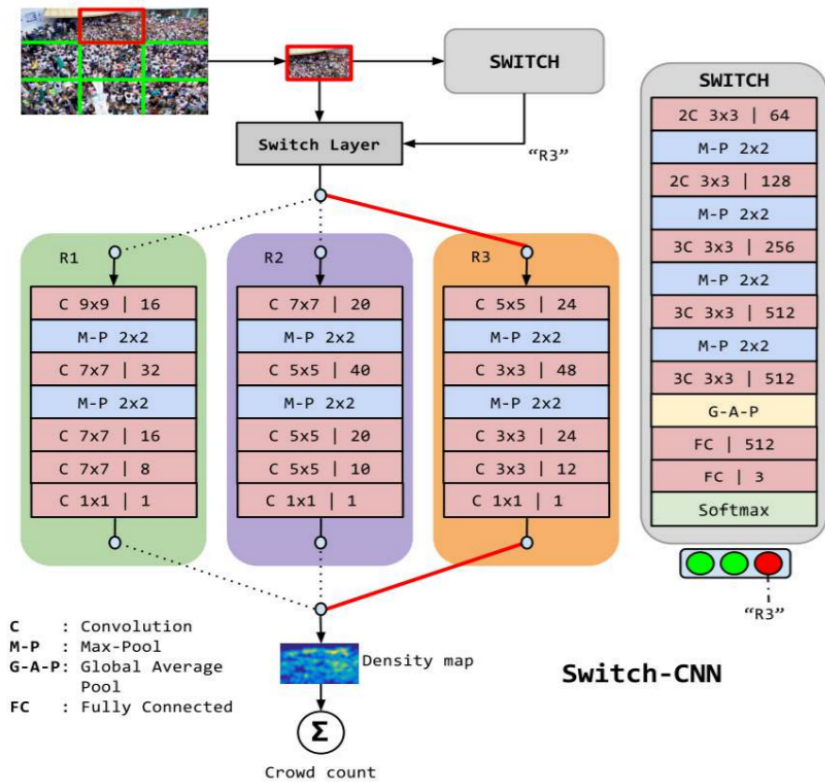 SWITCH
Switch Layer
“R3”
R1
C 9x9 | 16
M-P 2x2
C 7x7 | 32
M-P 2x2
C 7x7 | 16
C 7x7 | 8
C 1x1 | 1
R2
C 7x7 | 20
M-P 2x2
C 5x5 | 40
M-P 2x2
C 5x5 | 20
C 5x5 | 10
C 1x1 | 1
R3
C 5x5 | 24
M-P 2x2
C 3x3 | 48
M-P 2x2
C 3x3 | 24
C 3x3 | 12
C 1x1 | 1
SWITCH
2C 3x3 | 64
M-P 2x2
2C 3x3 | 128
M-P 2x2
3C 3x3 | 256
M-P 2x2
3C 3x3 | 512
M-P 2x2
3C 3x3 | 512
G-A-P
FC | 512
FC | 3
Softmax
“R3”
C : Convolution
M-P : Max-Pool
G-A-P: Global Average
Pool
FC : Fully Connected
Density map
Σ
Crowd count
Switch-CNN